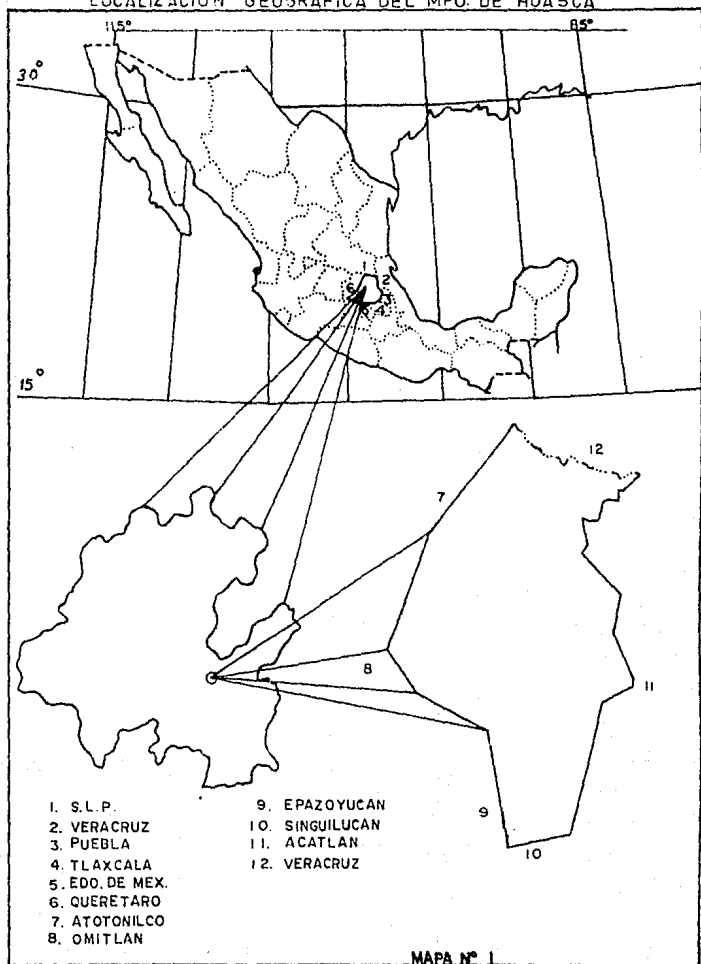 LOCALIZACION GEOGRAFICA DEL MPO. DE HUASCA
115° 85°
30°
1
2
6 3
5 4
15°
12
7
8
11
9
10
1. S.L.P.
2. VERACRUZ
3. PUEBLA
4. TLAXCALA
5. EDO. DE MEX.
6. QUERETARO
7. ATOTONILCO
8. OMITLAN
9. EPAZOYUCAN
10. SINGUILUCAN
11. ACATLAN
12. VERACRUZ
MAPA Nº 1